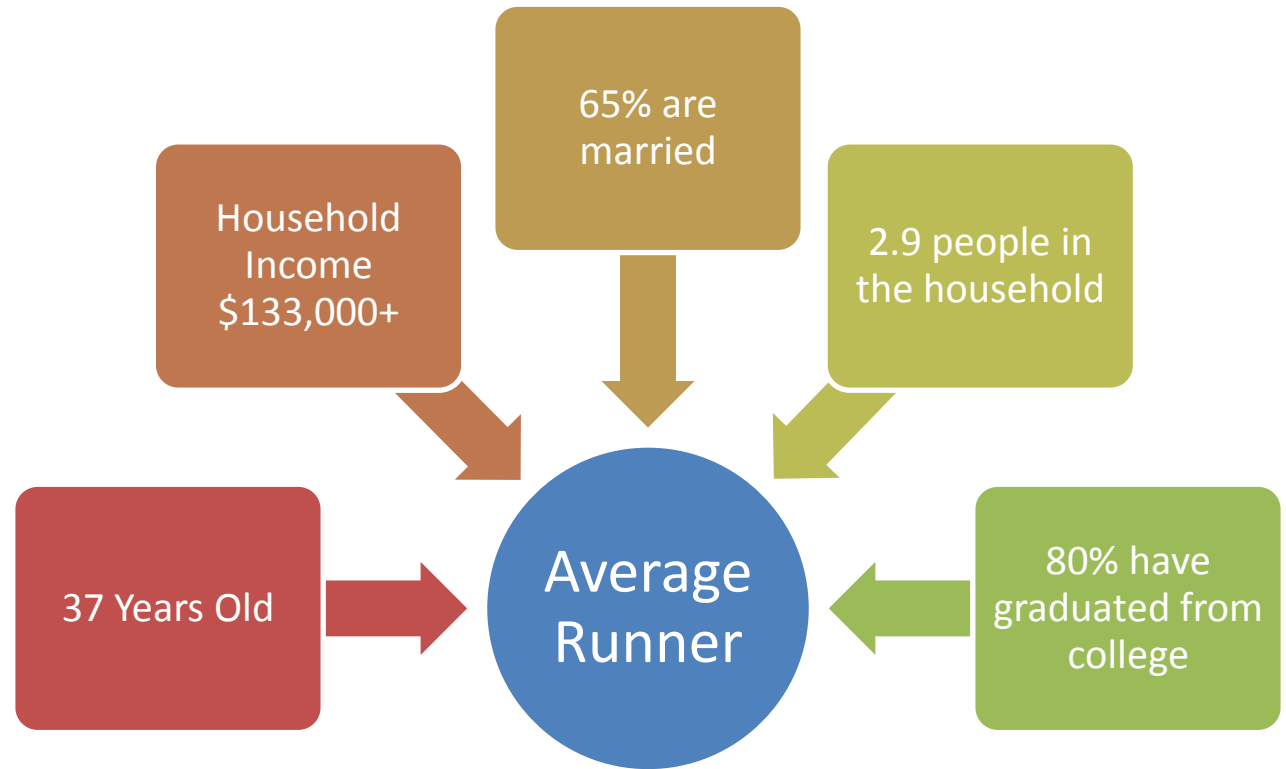 65% are
married
Household
Income
$133,000+
2.9 people in
the household
37 Years Old
Average
Runner
80% have
graduated from
college